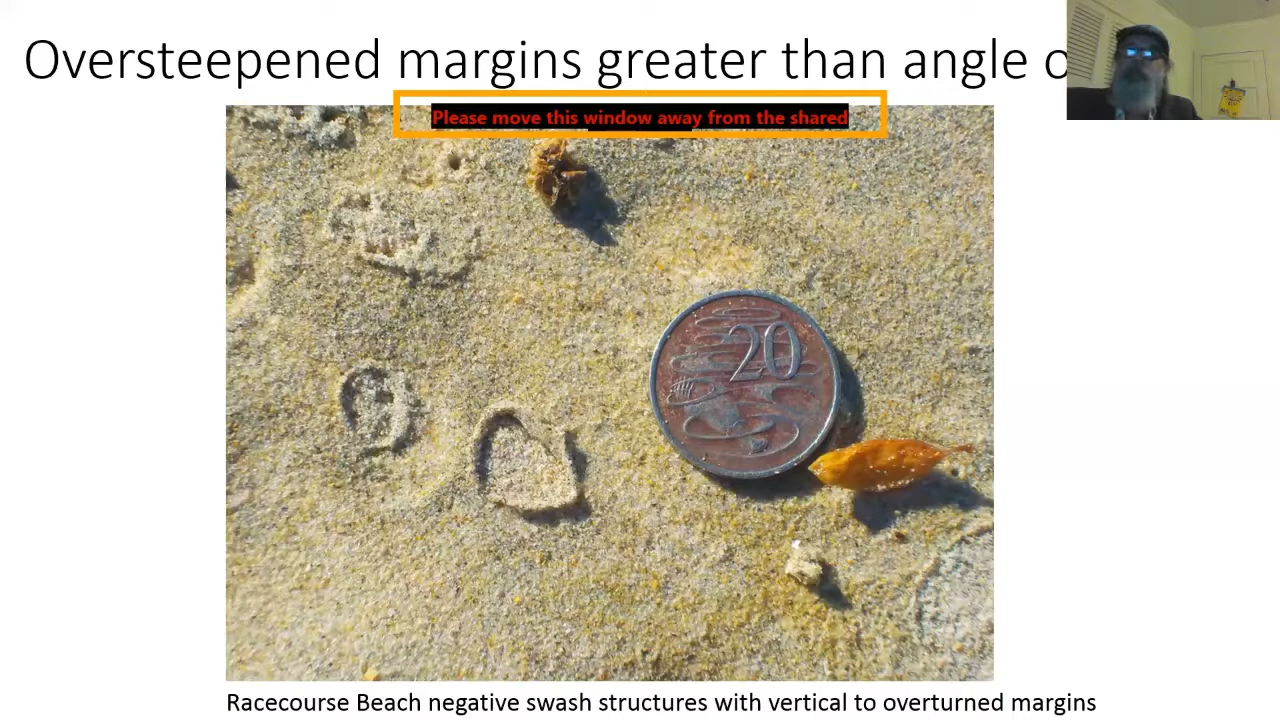 Oversteepened margins greater than angle o
Please move this window away from the shared
20
Racecourse Beach negative swash structures with vertical to overturned margins